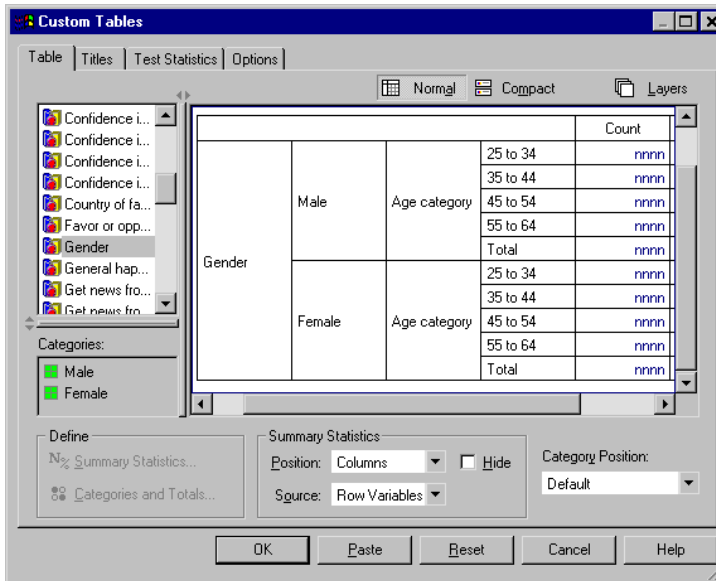 Custom Tables
Table Titles Test Statistics Options
Normal Compact Layers
Confidence i...
Confidence i...
Confidence i...
Confidence i...
Country of fa...
Favor or opp...
Gender
General hap...
Get news fro...
Get news fro
Categories:
Male
Female
Count
Gender
Male
Age category
25 to 34 nnnn
35 to 44 nnnn
45 to 54 nnnn
55 to 64 nnnn
Total nnnn
Female
Age category
25 to 34 nnnn
35 to 44 nnnn
45 to 54 nnnn
55 to 64 nnnn
Total nnnn
Define
N% Summary Statistics...
Categories and Totals...
Summary Statistics
Position: Columns Hide
Source: Row Variables
Category Position:
Default
OK Paste Reset Cancel Help